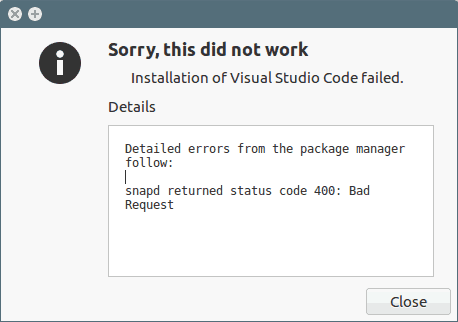 Sorry, this did not work
Installation of Visual Studio Code failed.
Details
Detailed errors from the package manager
follow:
snapd returned status code 400: Bad
Request
Close